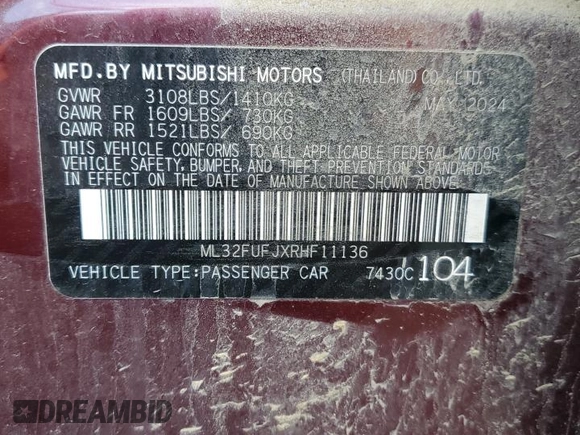 MFD.BY MITSUBISHI MOTORS (THAILAND)CO., LTD.
GVWR 3108LBS/1410KG MAY 2024
GAWR FR 1609LBS/ 730KG
GAWR RR 1521LBS/ 690KG
THIS VEHICLE CONFORMS TO ALL APPLICABLE FEDERAL MOTOR
VEHICLE SAFETY, BUMPER, AND THEFT PREVENTION STANDARDS
IN EFFECT ON THE DATE OF MANUFACTURE SHOWN ABOVE.
ML32FUFJXRHF11136
VEHICLE TYPE:PASSENGER CAR 7430C 104
DREAMBID